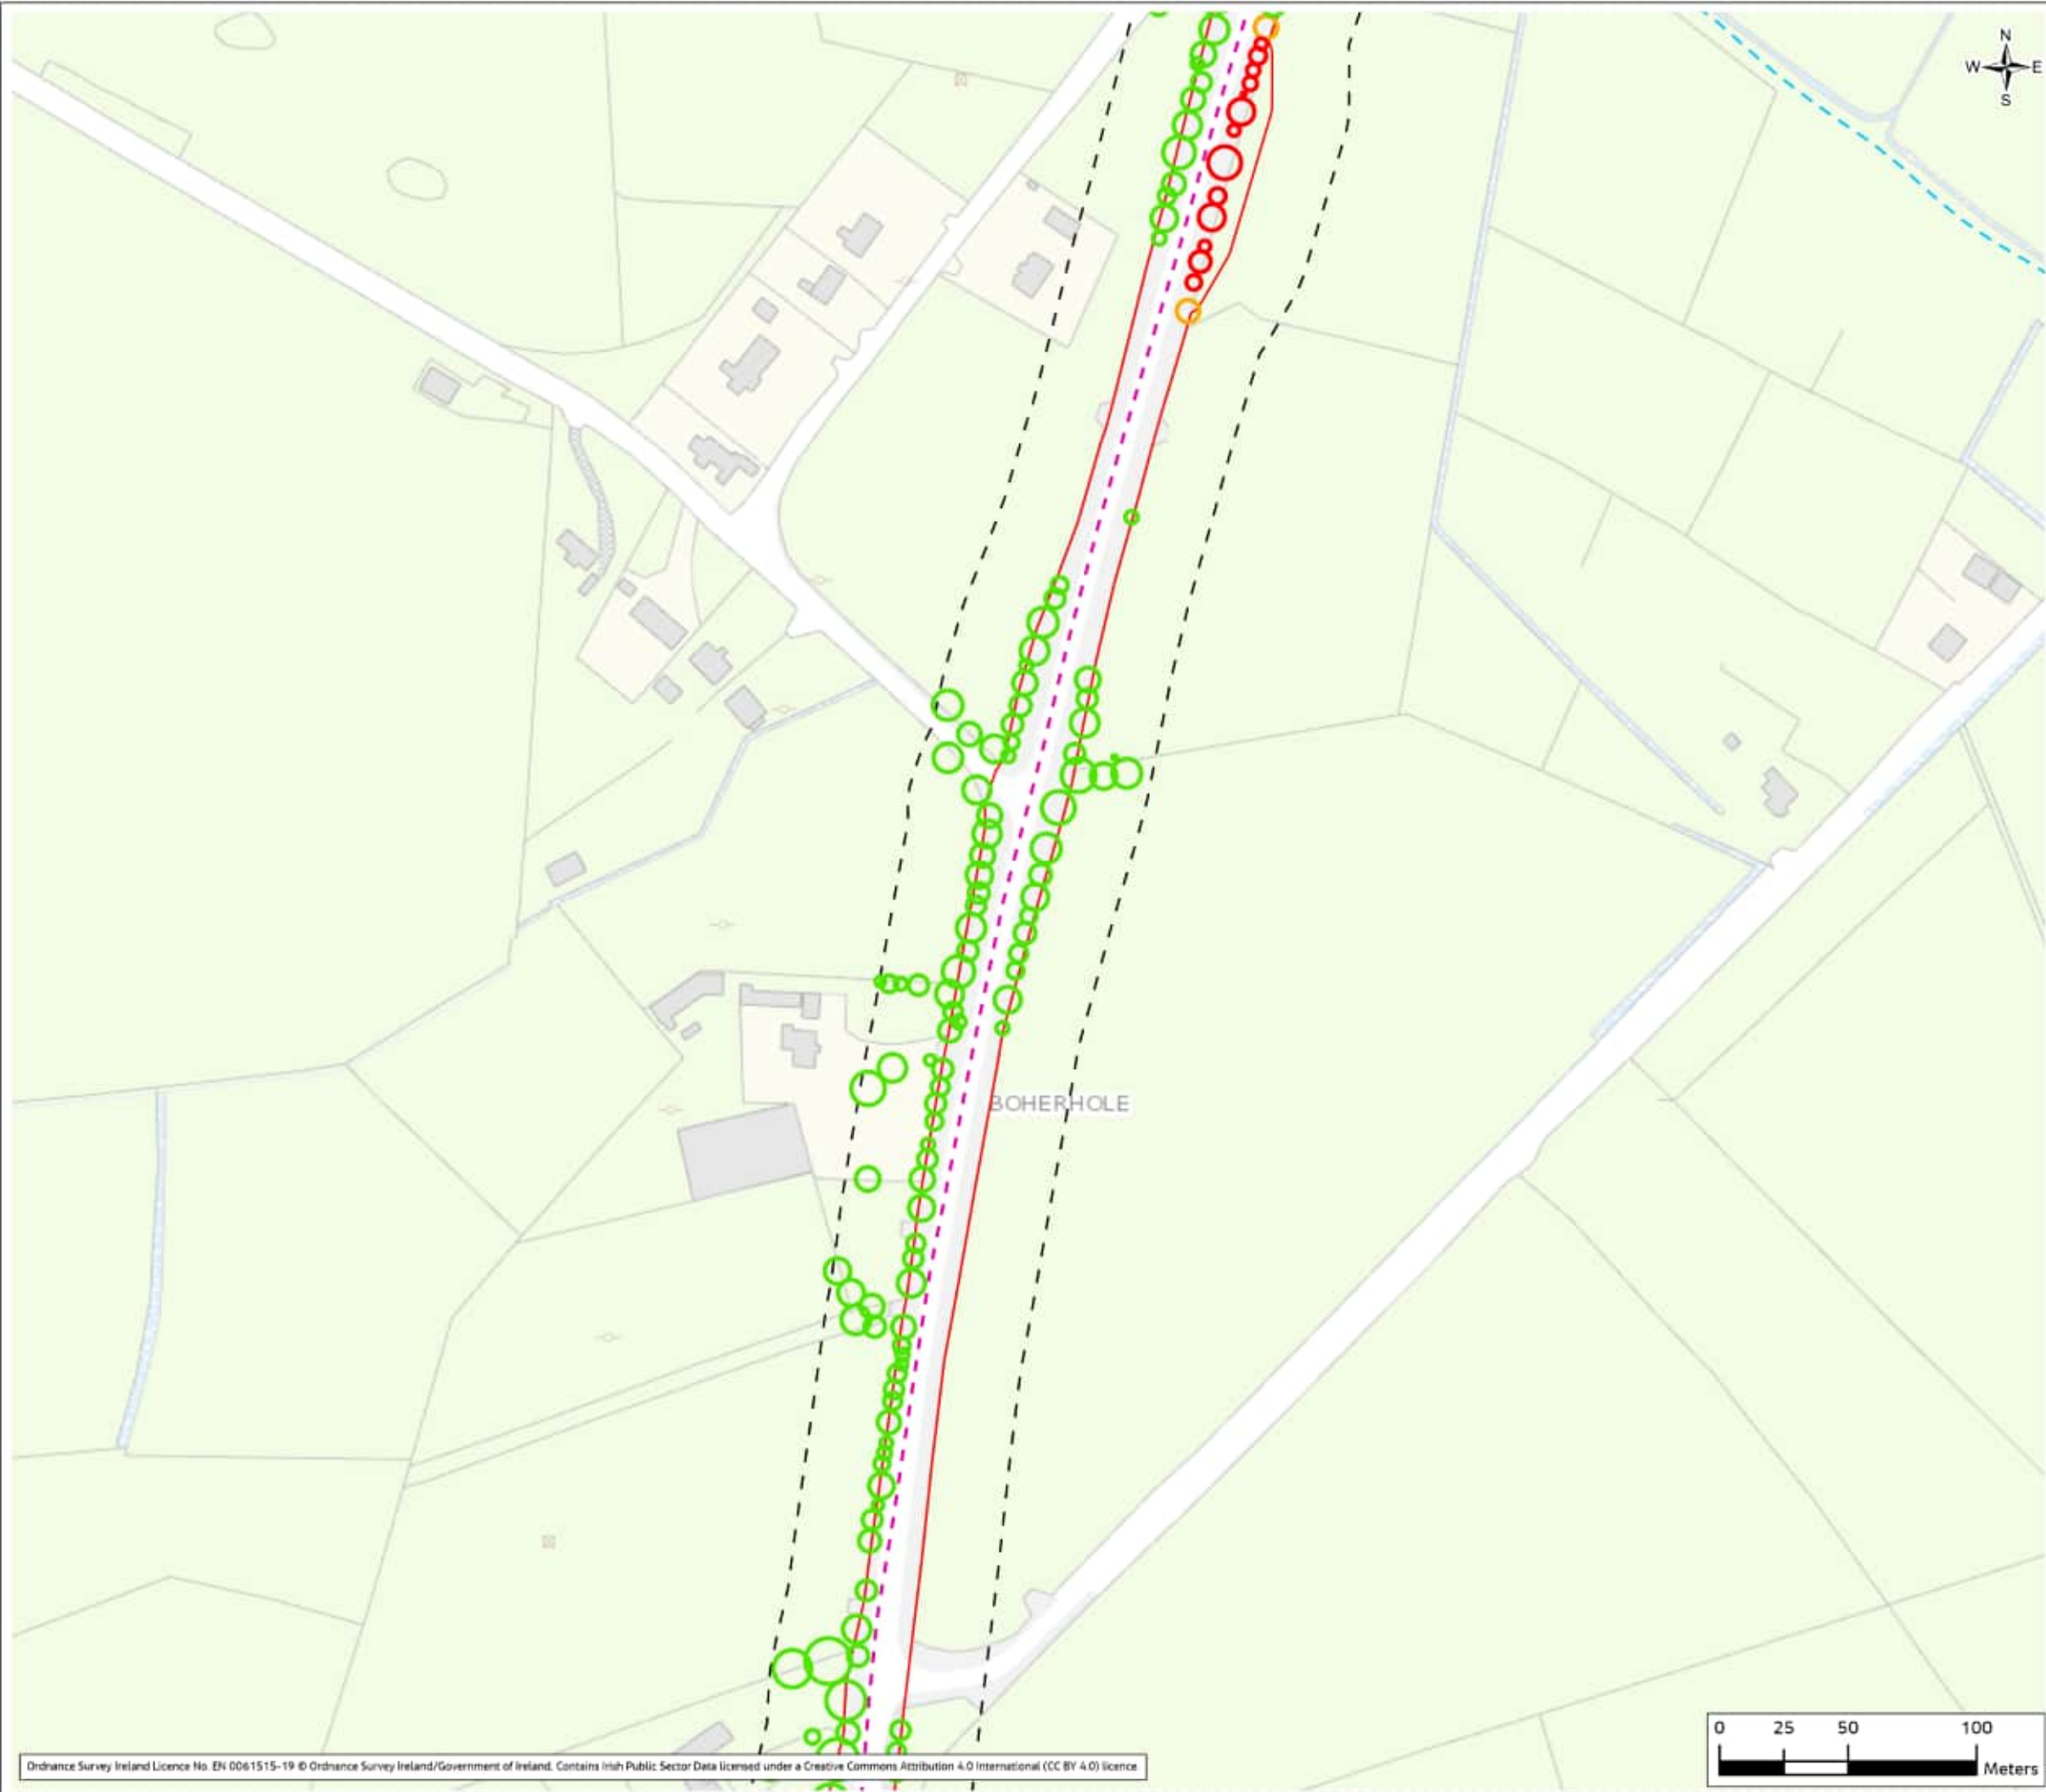 N
W E
S
BOHERHOLE
0 25 50 100
Meters
Ordnance Survey Ireland Licence No. EN 0061515-19 © Ordnance Survey Ireland/Government of Ireland. Contains Irish Public Sector Data licensed under a Creative Commons Attribution 4.0 International (CC BY 4.0) licence